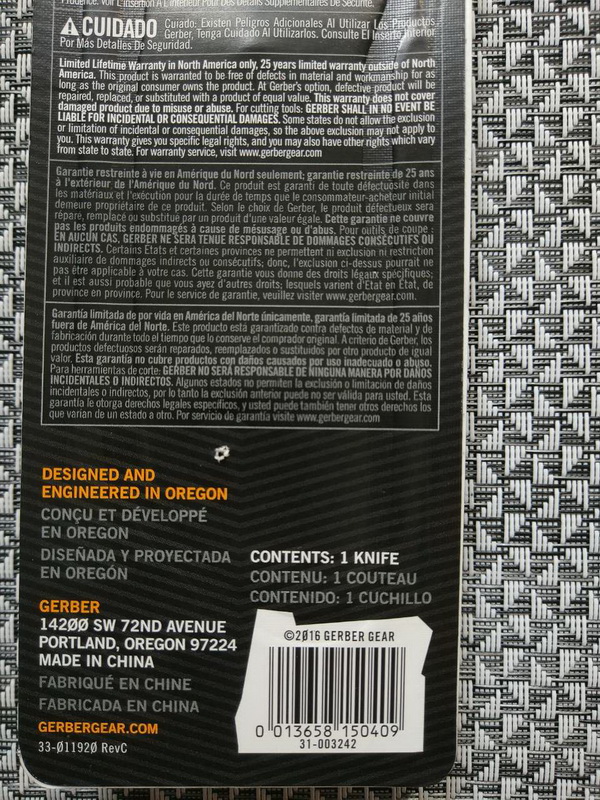 Prudence. Voir L'Insertion À L'Intérieur Pour Des Détails Supplémentaires De Sécurité.
CUIDADO Cuiado: Existen Peligros Adicionales Al Utilizar Los Productos
Gerber, Tenga Cuidado Al Utilizarlos. Consulte El Inserto Interior
Por Más Detalles De Seguridad.
Limited Lifetime Warranty in North America only, 25 years limited warranty outside of North
America. This product is warranted to be free of defects in material and workmanship for as
long as the original consumer owns the product. At Gerber's option, defective product will be
repaired, replaced, or substituted with a product of equal value. This warranty does not cover
damaged product due to misuse or abuse. For cutting tools: GERBER SHALL IN NO EVENT BE
LIABLE FOR INCIDENTAL OR CONSEQUENTIAL DAMAGES. Some states do not allow the exclusion
or limitation of incidental or consequential damages, so the above exclusion may not apply to
you. This warranty gives you specific legal rights, and you may also have other rights which vary
from state to state. For warranty service, visit www.gerbergear.com
Garantie restreinte à vie en Amérique du Nord seulement; garantie restreinte de 25 ans
à l'extérieur de l'Amérique du Nord. Ce produit est garanti de toute défectuosité dans
les matériaux et l'exécution pour la durée de temps que le consommateur-acheteur initial
demeure propriétaire de ce produit. Selon le choix de Gerber, le produit défectueux sera
réparé, remplacé ou substitué par un produit d'une valeur égale. Cette garantie ne couvre
pas les produits endommagés à cause de mésusage ou d'abus. Pour outils de coupe :
EN AUCUN CAS, GERBER NE SERA TENUE RESPONSABLE DE DOMMAGES CONSÉCUTIFS OU
INDIRECTS. Certains États et certaines provinces ne permettent ni exclusion ni restriction
auxiliaire de dommages indirects ou consécutifs; donc, l'exclusion ci-dessus pourrait ne
pas être applicable à votre cas. Cette garantie vous donne des droits légaux spécifiques;
et il est aussi probable que vous ayez d'autres droits; lesquels varient d'État en État, de
province en province. Pour le service de garantie, veuillez visiter www.gerbergear.com.
Garantía limitada de por vida en América del Norte únicamente, garantía limitada de 25 años
fuera de América del Norte. Este producto está garantizado contra defectos de material y de
fabricación durante todo el tiempo que lo conserve el comprador original. A criterio de Gerber, los
productos defectuosos serán reparados, reemplazados o sustituidos por otro producto de igual
valor. Esta garantía no cubre productos con daños causados por uso inadecuado o abuso.
Para herramientas de corte: GERBER NO SERÁ RESPONSABLE DE NINGUNA MANERA POR DAÑOS
INCIDENTALES O INDIRECTOS. Algunos estados no permiten la exclusión o limitación de daños
incidentales o indirectos, por lo tanto la exclusión anterior puede no ser válida para usted. Esta
garantía le otorga derechos legales específicos, y usted puede también tener otros derechos los
que varían de un estado a otro. Por servicio de garantía visite www.gerbergear.com
DESIGNED AND
ENGINEERED IN OREGON
CONÇU ET DÉVELOPPÉ
EN OREGON
DISEÑADA Y PROYECTADA
EN OREGÓN
CONTENTS: 1 KNIFE
CONTENU: 1 COUTEAU
CONTENIDO: 1 CUCHILLO
GERBER
14200 SW 72ND AVENUE
PORTLAND, OREGON 97224
MADE IN CHINA
FABRIQUÉ EN CHINE
FABRICADA EN CHINA
GERBERGEAR.COM
33-011920 RevC
©2016 GERBER GEAR
0 013658 150409
31-003242